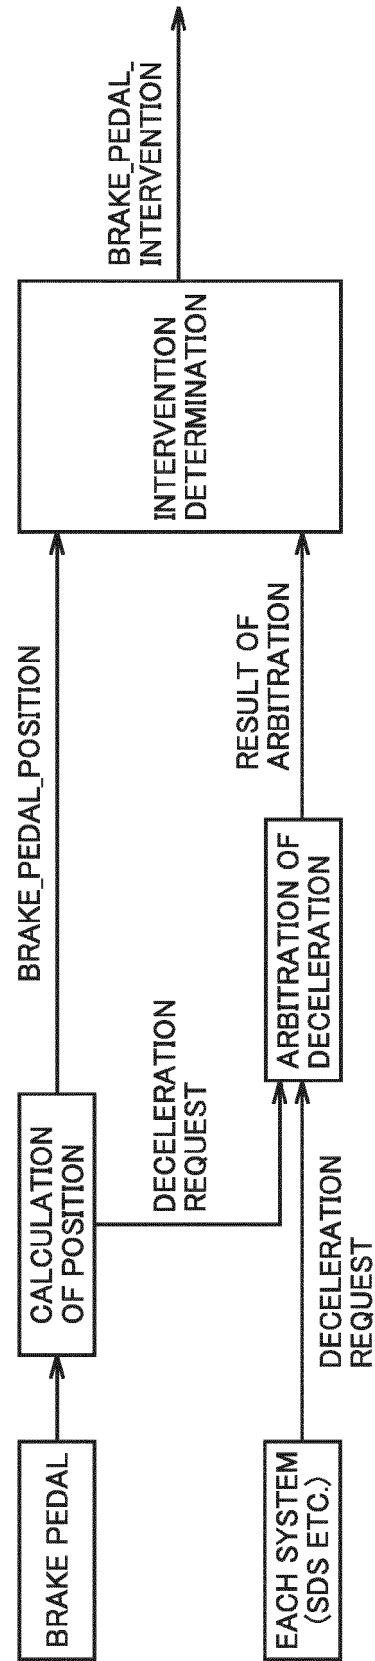 BRAKE PEDAL
CALCULATION
OF POSITION
BRAKE_PEDAL_POSITION
DECELERATION
REQUEST
EACH SYSTEM
(SDS ETC.)
DECELERATION
REQUEST
ARBITRATION OF
DECELERATION
RESULT OF
ARBITRATION
INTERVENTION
DETERMINATION
BRAKE_PEDAL_
INTERVENTION